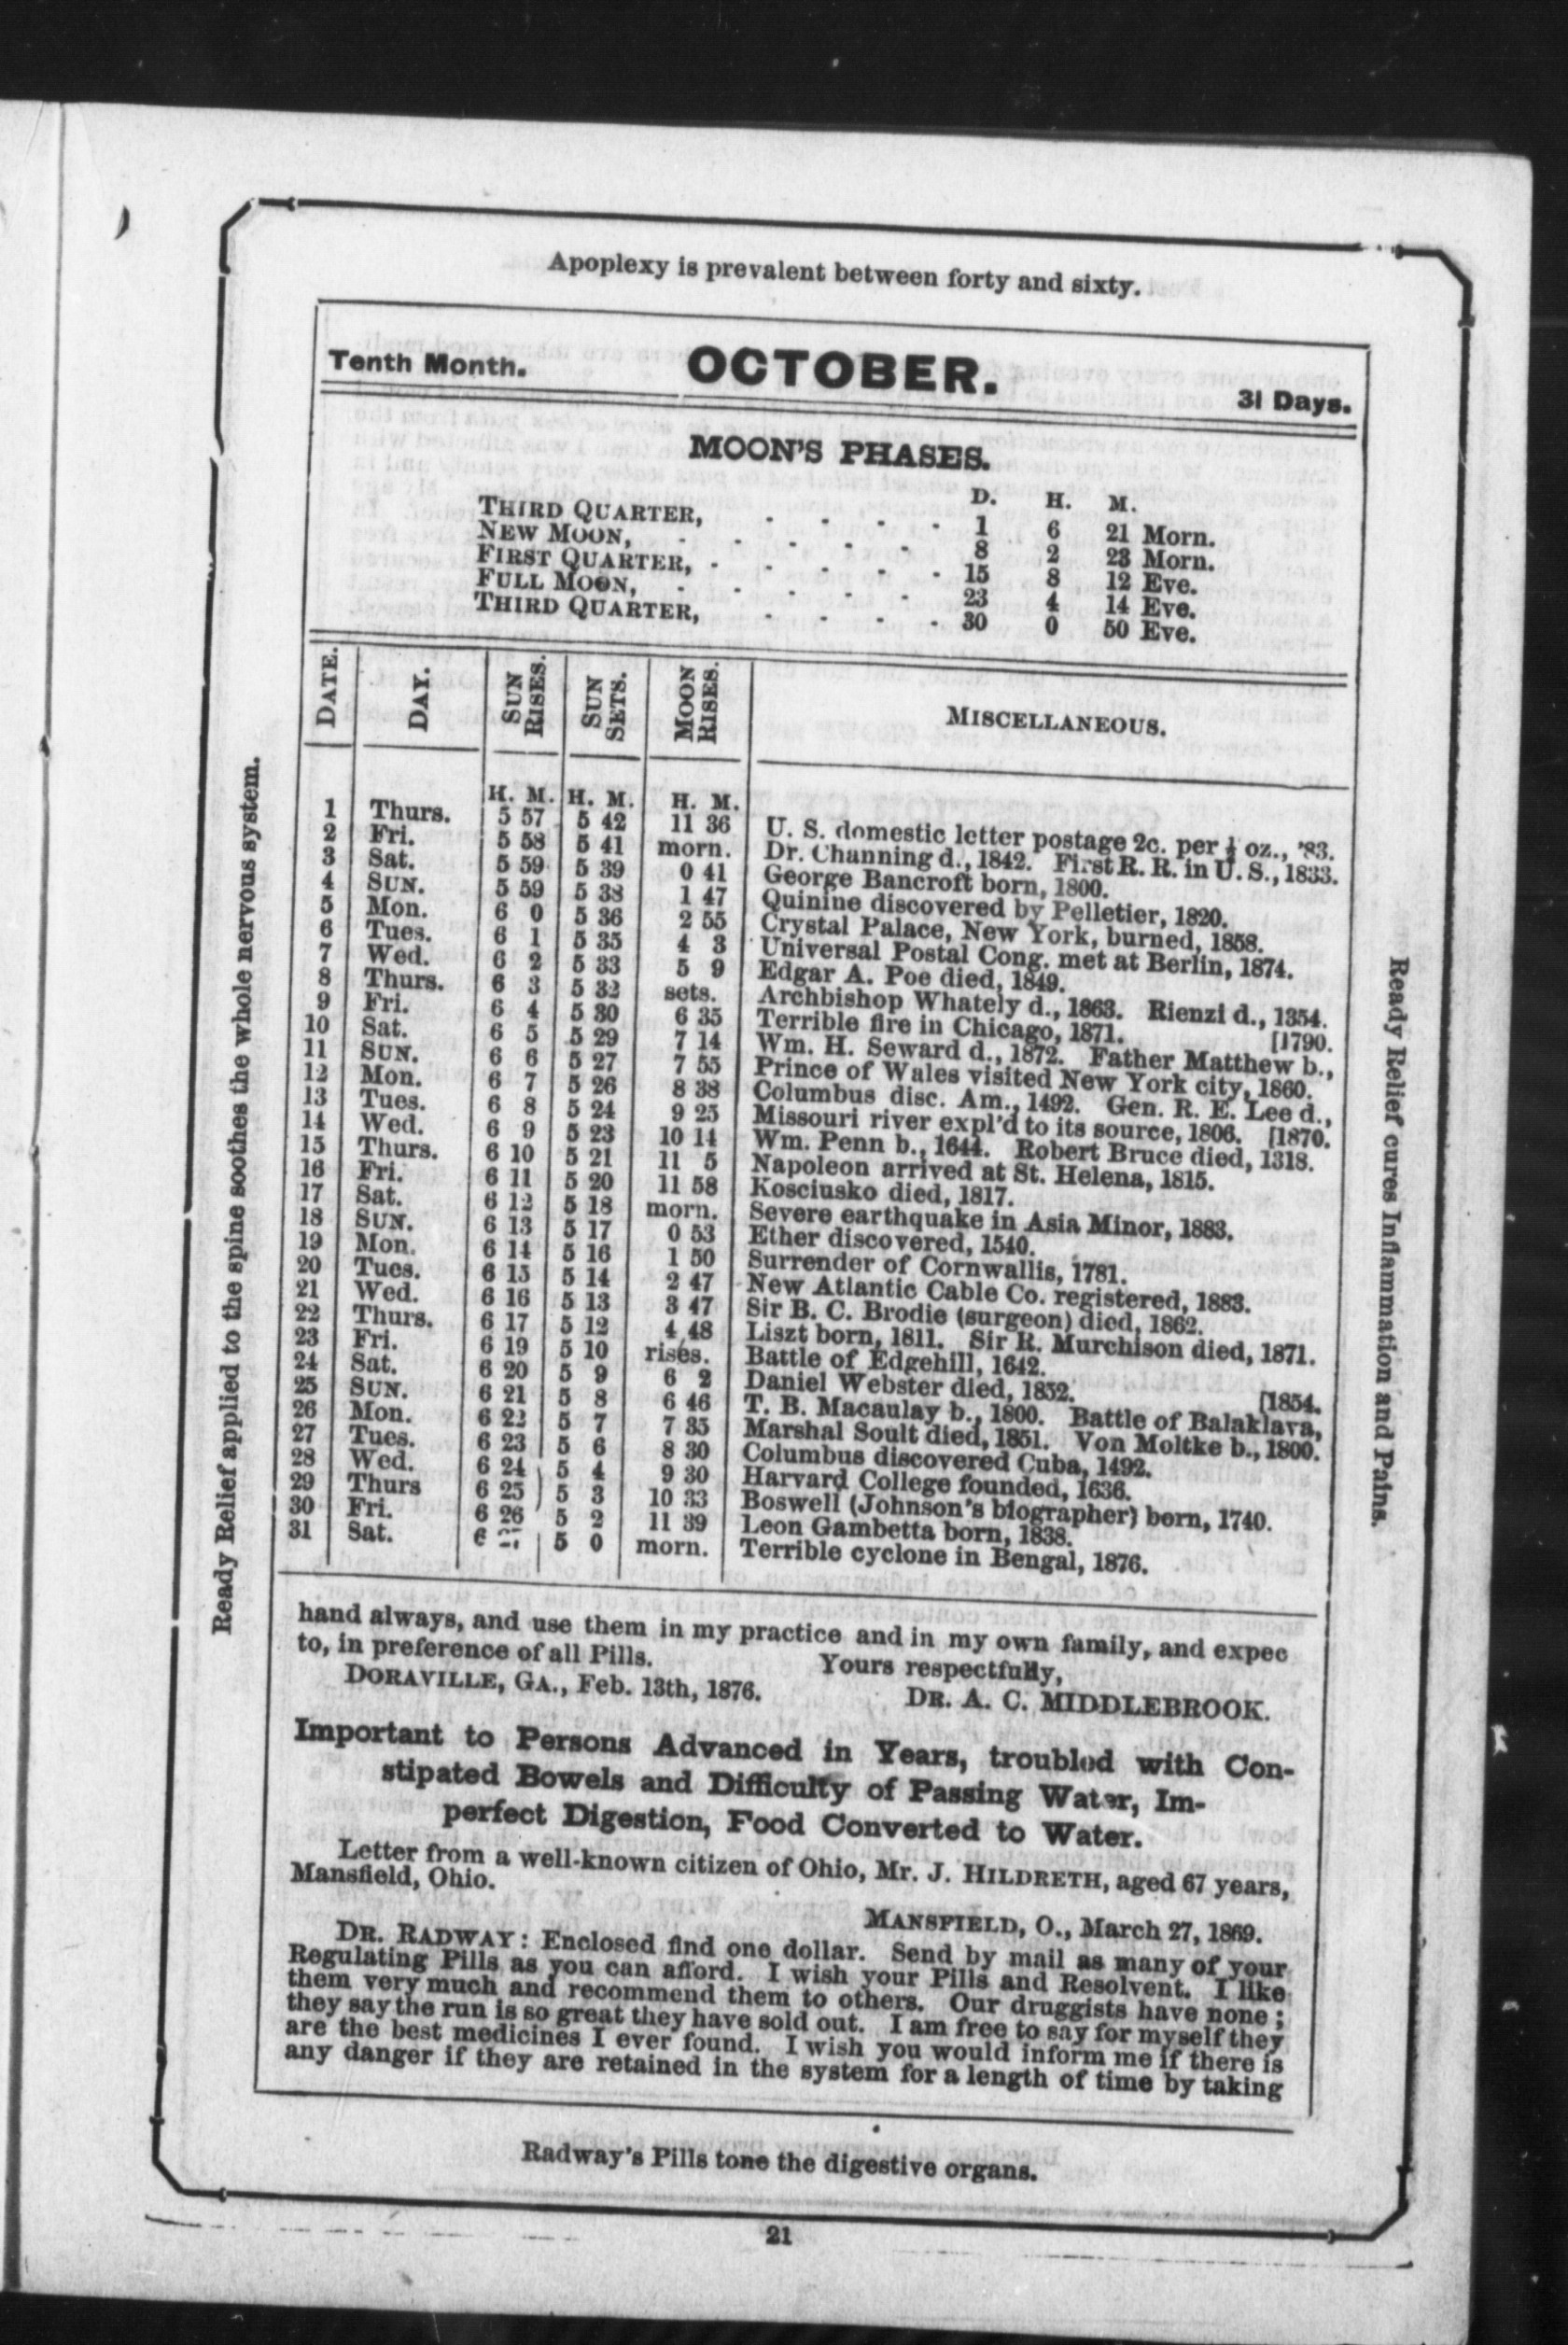 Apoplexy is prevalent between forty and sixty.
Tenth Month. OCTOBER. 31 Days.
MOON'S PHASES.
D. H. M.
THIRD QUARTER, . . . . 1 6 21 Morn.
NEW MOON, . . . . . 8 2 23 Morn.
FIRST QUARTER, . . . . . 15 8 12 Eve.
FULL MOON, . . . . . 23 4 14 Eve.
THIRD QUARTER, . . . . 30 0 50 Eve.
DATE. DAY. SUN RISES. SUN SETS. MOON RISES. MISCELLANEOUS.
H. M. H. M. H. M.
1 Thurs. 5 57 5 42 11 36 U. S. domestic letter postage 2c. per ½ oz., '83.
2 Fri. 5 58 5 41 morn. Dr. Channing d., 1842. First R. R. in U. S., 1833.
3 Sat. 5 59 5 39 0 41 George Bancroft born, 1800.
4 SUN. 5 59 5 38 1 47 Quinine discovered by Pelletier, 1820.
5 Mon. 6 0 5 36 2 55 Crystal Palace, New York, burned, 1858.
6 Tues. 6 1 5 35 4 3 Universal Postal Cong. met at Berlin, 1874.
7 Wed. 6 2 5 33 5 9 Edgar A. Poe died, 1849.
8 Thurs. 6 3 5 32 sets. Archbishop Whately d., 1863. Rienzi d., 1354.
9 Fri. 6 4 5 30 6 35 Terrible fire in Chicago, 1871. [1790.
10 Sat. 6 5 5 29 7 14 Wm. H. Seward d., 1872. Father Matthew b.,
11 SUN. 6 6 5 27 7 55 Prince of Wales visited New York city, 1860.
12 Mon. 6 7 5 26 8 38 Columbus disc. Am., 1492. Gen. R. E. Lee d.,
13 Tues. 6 8 5 24 9 25 Missouri river expl'd to its source, 1806. [1870.
14 Wed. 6 9 5 23 10 14 Wm. Penn b., 1644. Robert Bruce died, 1318.
15 Thurs. 6 10 5 21 11 5 Napoleon arrived at St. Helena, 1815.
16 Fri. 6 11 5 20 11 58 Kosciusko died, 1817.
17 Sat. 6 12 5 18 morn. Severe earthquake in Asia Minor, 1883.
18 SUN. 6 13 5 17 0 53 Ether discovered, 1540.
19 Mon. 6 14 5 16 1 50 Surrender of Cornwallis, 1781.
20 Tues. 6 15 5 14 2 47 New Atlantic Cable Co. registered, 1883.
21 Wed. 6 16 5 13 3 47 Sir B. C. Brodie (surgeon) died, 1862.
22 Thurs. 6 17 5 12 4 48 Liszt born, 1811. Sir R. Murchison died, 1871.
23 Fri. 6 19 5 10 rises. Battle of Edgehill, 1642.
24 Sat. 6 20 5 9 6 2 Daniel Webster died, 1852. [1854.
25 SUN. 6 21 5 8 6 46 T. B. Macaulay b., 1800. Battle of Balaklava,
26 Mon. 6 22 5 7 7 35 Marshal Soult died, 1851. Von Moltke b., 1800.
27 Tues. 6 23 5 6 8 30 Columbus discovered Cuba, 1492.
28 Wed. 6 24 5 4 9 30 Harvard College founded, 1636.
29 Thurs 6 25 5 3 10 33 Boswell (Johnson's biographer) born, 1740.
30 Fri. 6 26 5 2 11 39 Leon Gambetta born, 1838.
31 Sat. 6 5 0 morn. Terrible cyclone in Bengal, 1876.
hand always, and use them in my practice and in my own family, and expec
to, in preference of all Pills. Yours respectfully,
DORAVILLE, GA., Feb. 13th, 1876. DR. A. C. MIDDLEBROOK.
Important to Persons Advanced in Years, troubled with Con-
stipated Bowels and Difficulty of Passing Water, Im-
perfect Digestion, Food Converted to Water.
Letter from a well-known citizen of Ohio, Mr. J. HILDRETH, aged 67 years,
Mansfield, Ohio.
MANSFIELD, O., March 27, 1869.
DR. RADWAY: Enclosed find one dollar. Send by mail as many of your
Regulating Pills as you can afford. I wish your Pills and Resolvent. I like
them very much and recommend them to others. Our druggists have none;
they say the run is so great they have sold out. I am free to say for myself they
are the best medicines I ever found. I wish you would inform me if there is
any danger if they are retained in the system for a length of time by taking
Radway's Pills tone the digestive organs.
21
Ready Relief applied to the spine soothes the whole nervous system.
Ready Relief cures Inflammation and Pains.